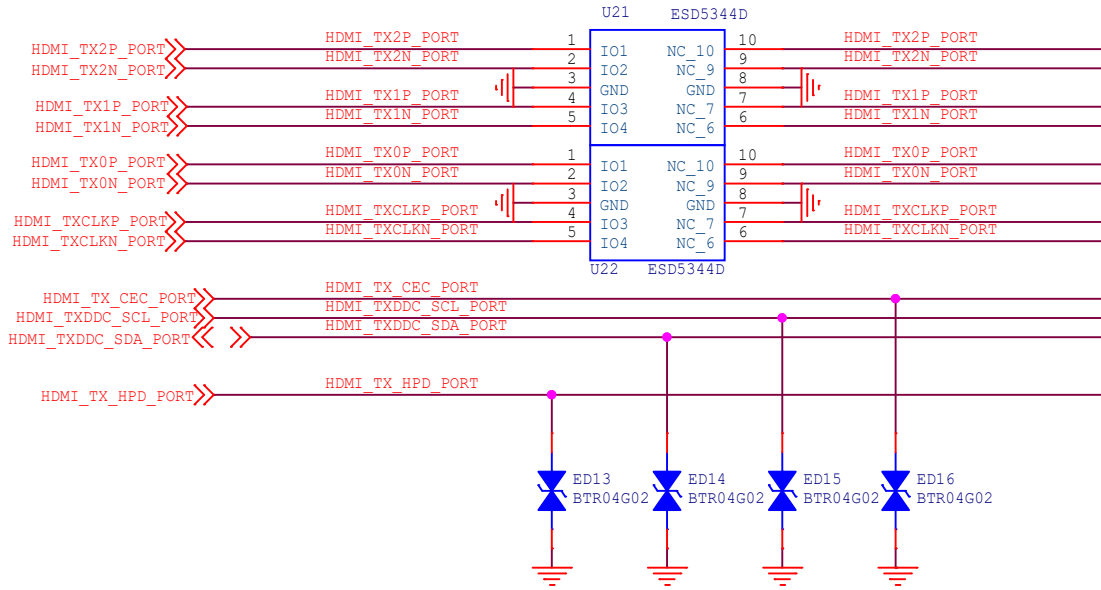 U21 ESD5344D
HDMI_TX2P_PORT HDMI_TX2P_PORT 1 IO1 NC_10 10 HDMI_TX2P_PORT
HDMI_TX2N_PORT HDMI_TX2N_PORT 2 IO2 NC_9 9 HDMI_TX2N_PORT
3 GND GND 8
HDMI_TX1P_PORT HDMI_TX1P_PORT 4 IO3 NC_7 7 HDMI_TX1P_PORT
HDMI_TX1N_PORT HDMI_TX1N_PORT 5 IO4 NC_6 6 HDMI_TX1N_PORT
HDMI_TX0P_PORT HDMI_TX0P_PORT 1 IO1 NC_10 10 HDMI_TX0P_PORT
HDMI_TX0N_PORT HDMI_TX0N_PORT 2 IO2 NC_9 9 HDMI_TX0N_PORT
3 GND GND 8
HDMI_TXCLKP_PORT HDMI_TXCLKP_PORT 4 IO3 NC_7 7 HDMI_TXCLKP_PORT
HDMI_TXCLKN_PORT HDMI_TXCLKN_PORT 5 IO4 NC_6 6 HDMI_TXCLKN_PORT
U22 ESD5344D
HDMI_TX_CEC_PORT HDMI_TX_CEC_PORT
HDMI_TXDDC_SCL_PORT HDMI_TXDDC_SCL_PORT
HDMI_TXDDC_SDA_PORT HDMI_TXDDC_SDA_PORT
HDMI_TX_HPD_PORT HDMI_TX_HPD_PORT
ED13 ED14 ED15 ED16
BTR04G02 BTR04G02 BTR04G02 BTR04G02